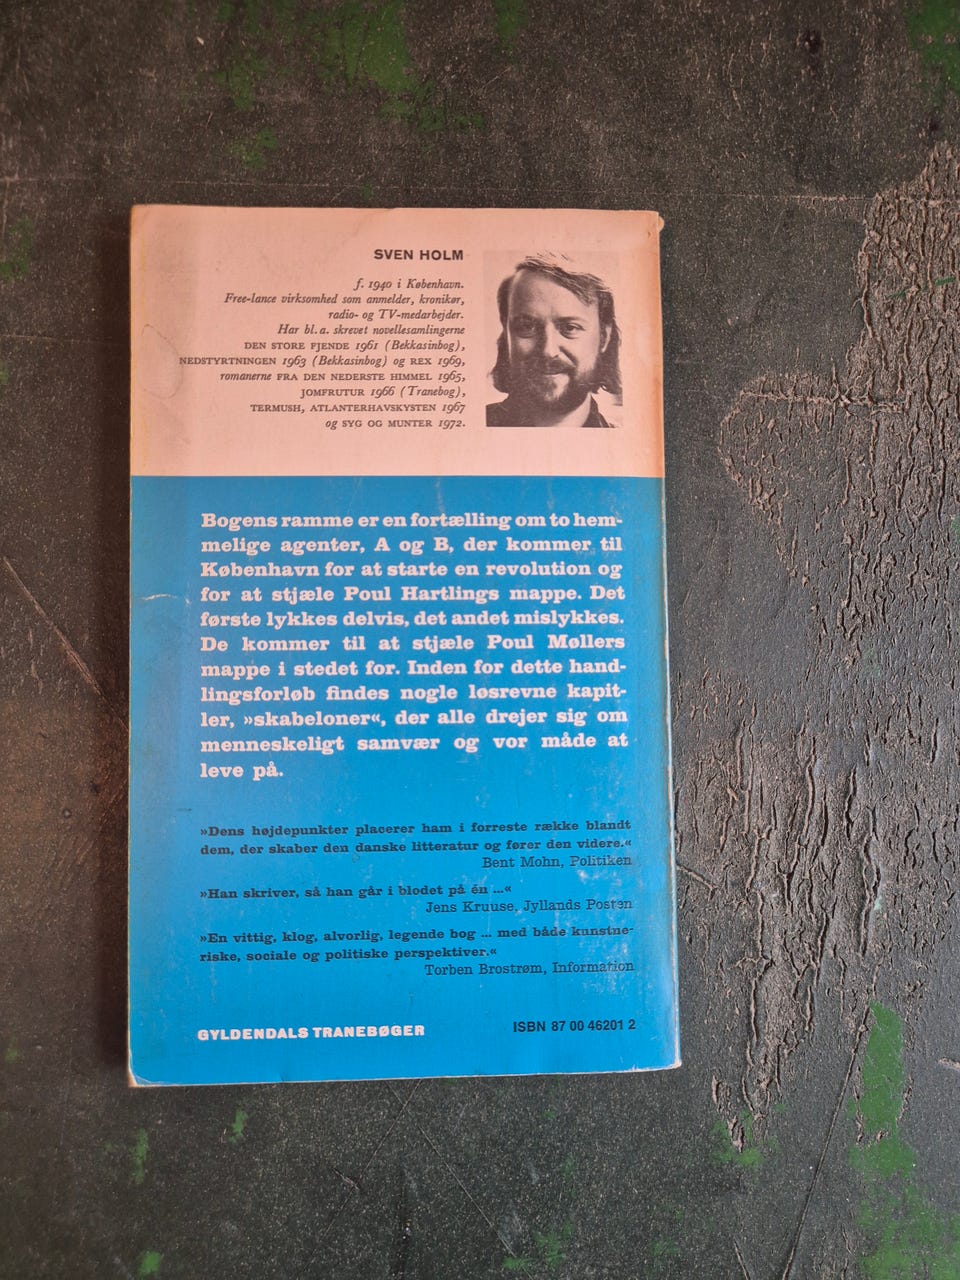 SVEN HOLM
f. 1940 i København.
Free-lance virksomhed som anmelder, kronikør,
radio- og TV-medarbejder.
Har bl. a. skrevet novellesamlingerne
DEN STORE FJENDE 1961 (Bekkasinbog),
NEDSTYRTNINGEN 1963 (Bekkasinbog) og REX 1969,
romanerne FRA DEN NEDERSTE HIMMEL 1965,
JOMFRUTUR 1966 (Tranebog),
TERMUSH, ATLANTERHAVSKYSTEN 1967
og SYG OG MUNTER 1972.
Bogens ramme er en fortælling om to hem-
melige agenter, A og B, der kommer til
København for at starte en revolution og
for at stjæle Poul Hartlings mappe. Det
første lykkes delvis, det andet mislykkes.
De kommer til at stjæle Poul Møllers
mappe i stedet for. Inden for dette hand-
lingsforløb findes nogle løsrevne kapit-
ler, »skabeloner«, der alle drejer sig om
menneskeligt samvær og vor måde at
leve på.
»Dens højdepunkter placerer ham i forreste række blandt
dem, der skaber den danske litteratur og fører den videre.«
Bent Mohn, Politiken
»Han skriver, så han går i blodet på én ...«
Jens Kruuse, Jyllands Posten
»En vittig, klog, alvorlig, legende bog ... med både kunstne-
riske, sociale og politiske perspektiver.«
Torben Brostrøm, Information
GYLDENDALS TRANEBØGER
ISBN 87 00 46201 2